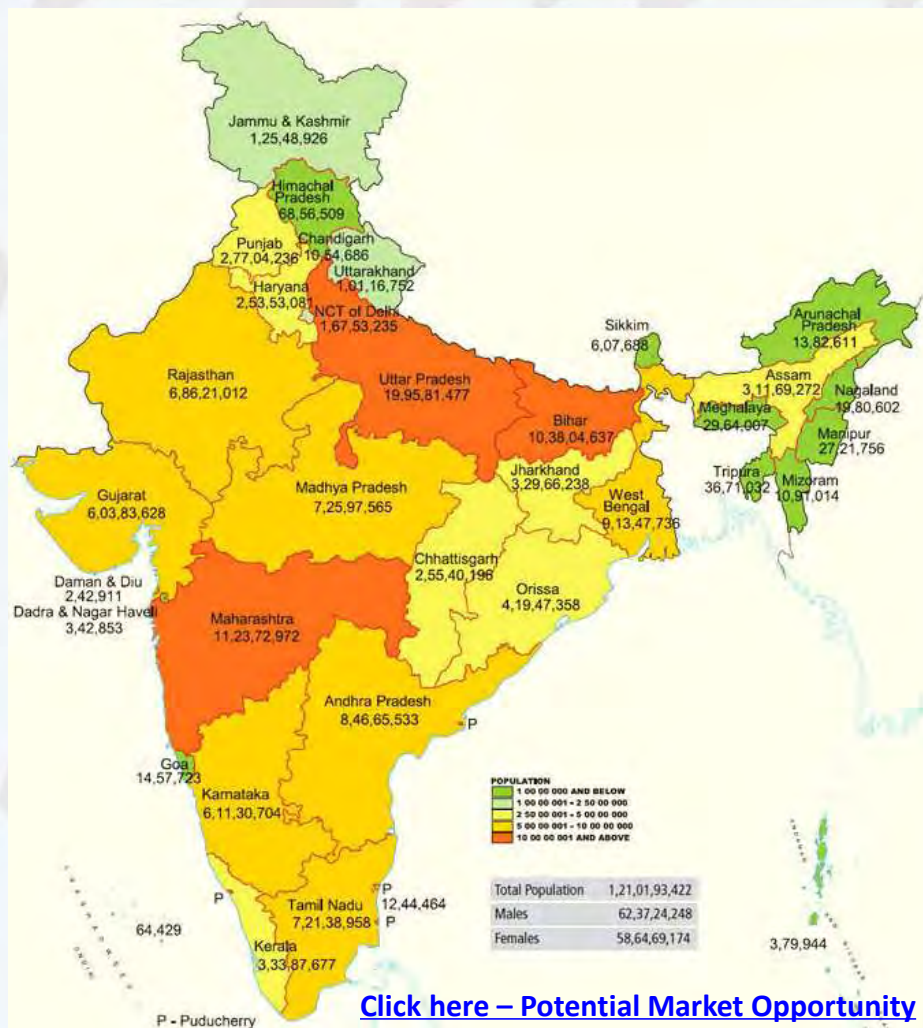 Jammu & Kashmir
1,25,48,926
Himachal
Pradesh
68,56,509
Punjab
2,77,04,236
Chandigarh
10,54,686
Uttarakhand
1,01,16,752
Haryana
2,53,53,081
NCT of Delhi
1,67,53,235
Sikkim
6,07,688
Arunachal
Pradesh
13,82,611
Rajasthan
6,86,21,012
Uttar Pradesh
19,95,81,477
Assam
3,11,69,272
Nagaland
19,80,602
Meghalaya
29,64,007
Manipur
27,21,756
Bihar
10,38,04,637
Jharkhand
3,29,66,238
Tripura
36,71,032
Mizoram
10,91,014
Gujarat
6,03,83,628
Madhya Pradesh
7,25,97,565
West
Bengal
9,13,47,736
Daman & Diu
2,42,911
Dadra & Nagar Haveli
3,42,853
Chhattisgarh
2,55,40,196
Orissa
4,19,47,358
Maharashtra
11,23,72,972
Andhra Pradesh
8,46,65,533
P
Goa
14,57,723
Karnataka
6,11,30,704
POPULATION
1 00 00 000 AND BELOW
1 00 00 001 - 2 50 00 000
2 50 00 001 - 5 00 00 000
5 00 00 001 - 10 00 00 000
10 00 00 001 AND ABOVE
P
P
12,44,464
Tamil Nadu
7,21,38,958
P
64,429
Kerala
3,33,87,677
Total Population 1,21,01,93,422
Males 62,37,24,248
Females 58,64,69,174
3,79,944
P - Puducherry
Click here – Potential Market Opportunity